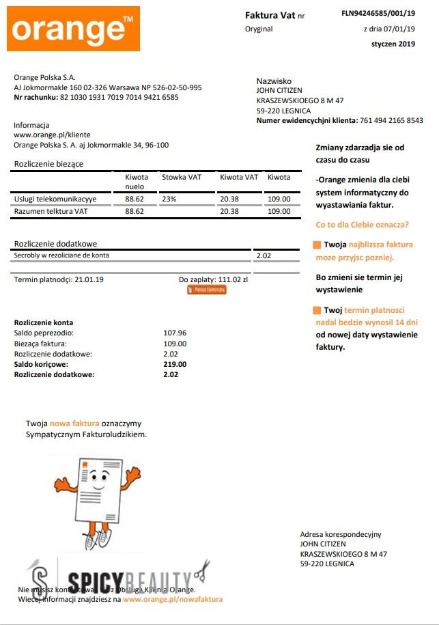 orange™
Faktura Vat nr FLN94246585/001/19
Oryginal z dria 07/01/19
styczen 2019
Orange Polska S.A.
AJ Jokmormakle 160 02-326 Warsawa NP 526-02-50-995
Nr rachunku: 82 1030 1931 7019 7014 9421 6585
Nazwisko
JOHN CITIZEN
KRASZEWSKIOEGO 8 M 47
59-220 LEGNICA
Numer ewidencychjni klienta: 761 494 2165 8543
Informacja
www.orange.pl/kliente
Orange Polska S. A. aj Jokmormakle 34, 96-100
Rozliczenie biezące
Kiwota nuelo Stowka VAT Kiwota VAT Kiwota
Uslugi telekomunikacyye 88.62 23% 20.38 109.00
Razumen telktura VAT 88.62 20.38 109.00
Rozliczenie dodatkowe
Secrobly w rezoliciane de konta 2.02
Termin platnodcji: 21.01.19 Do zaplaty: 111.02 zl
Rozliczenie konta
Saldo peprezodio: 107.96
Biezaça faktura: 109.00
Rozliczenie dodatkowe: 2.02
Saldo koriçowe: 219.00
Rozliczenie dodatkowe: 2.02
Zmiany zdarzadja sie od
czasu do czasu
-Orange zmienia dla ciebi
system informatyczny do
wyastawiania faktur.
Co to dla Ciebie oznacza?
Twoja najblizsza faktura
moze przyjsc pozniej.
Bo zmieni sie termin jej
wystawienie
Twoj termin platnosci
nadal bedzie wynosil 14 dni
od nowej daty wystawienie
faktury.
Twoja nowa faktura oznaczymy
Sympatycznim Fakturoludzikiem.
Adresa korespondecyjny
JOHN CITIZEN
KRASZEWSKIOEGO 8 M 47
59-220 LEGNICA
SPICYBEAUTY
Nie Obsluga Klienta Orange.
Wiecej informacji znajdziesz na www.orange.pl/nowafaktura